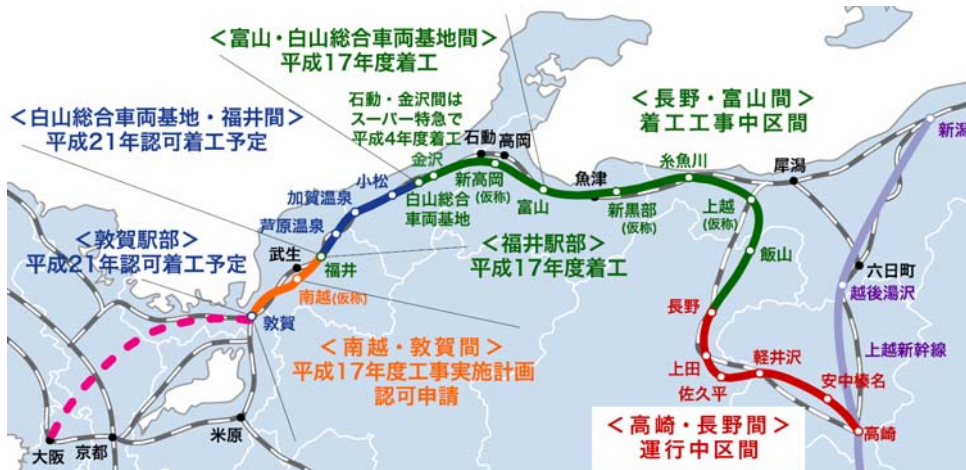 ＜富山・白山総合車両基地間＞
平成17年度着工
＜白山総合車両基地・福井間＞
平成21年認可着工予定
石動・金沢間は
スーパー特急で
平成4年度着工
＜長野・富山間＞
着工工事中区間
新潟
石動
高岡
金沢
糸魚川
犀潟
小松
新高岡
(仮称)
魚津
加賀温泉
白山総合
車両基地
富山
新黒部
(仮称)
上越
(仮称)
芦原温泉
＜敦賀駅部＞
平成21年認可着工予定
武生
福井
＜福井駅部＞
平成17年度着工
飯山
六日町
南越(仮称)
越後湯沢
敦賀
長野
＜南越・敦賀間＞
平成17年度工事実施計画
認可申請
上越新幹線
上田
軽井沢
佐久平
安中榛名
＜高崎・長野間＞
運行中区間
高崎
大阪
京都
米原